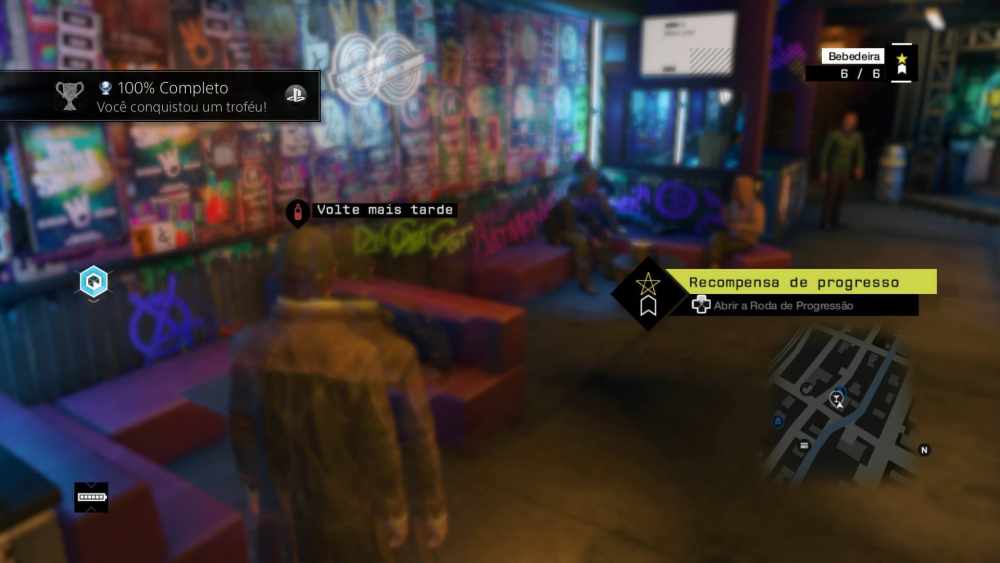 Bebedeira
6 / 6
100% Completo
Você conquistou um troféu!
Volte mais tarde
Recompensa de progresso
Abrir a Roda de Progressão
N